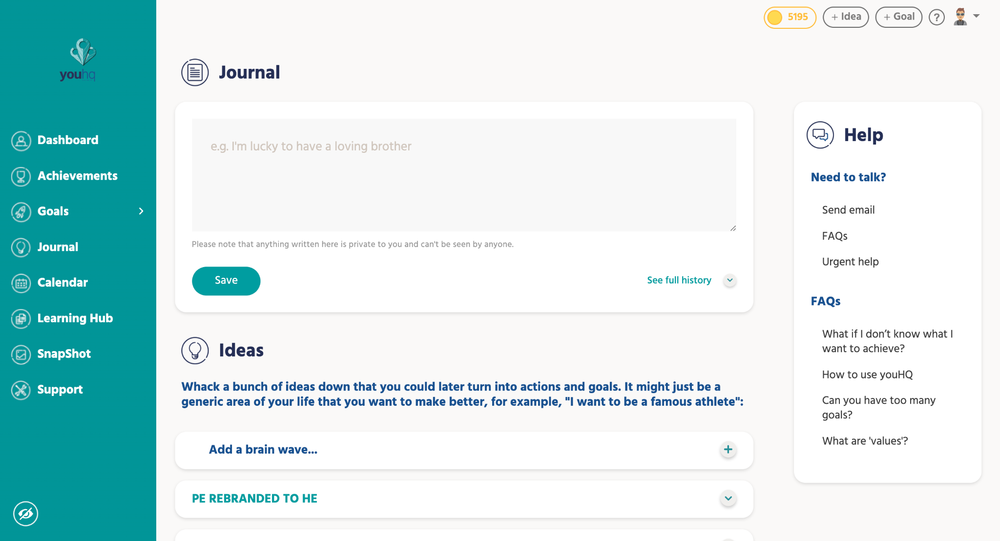 youhq
Dashboard
Achievements
Goals
Journal
Calendar
Learning Hub
SnapShot
Support
5195
+ Idea
+ Goal
?
Journal
e.g. I'm lucky to have a loving brother
Please note that anything written here is private to you and can't be seen by anyone.
Save
See full history
Ideas
Whack a bunch of ideas down that you could later turn into actions and goals. It might just be a
generic area of your life that you want to make better, for example, "I want to be a famous athlete":
Add a brain wave...
PE REBRANDED TO HE
Help
Need to talk?
Send email
FAQs
Urgent help
FAQs
What if I don’t know what I
want to achieve?
How to use youHQ
Can you have too many
goals?
What are 'values'?